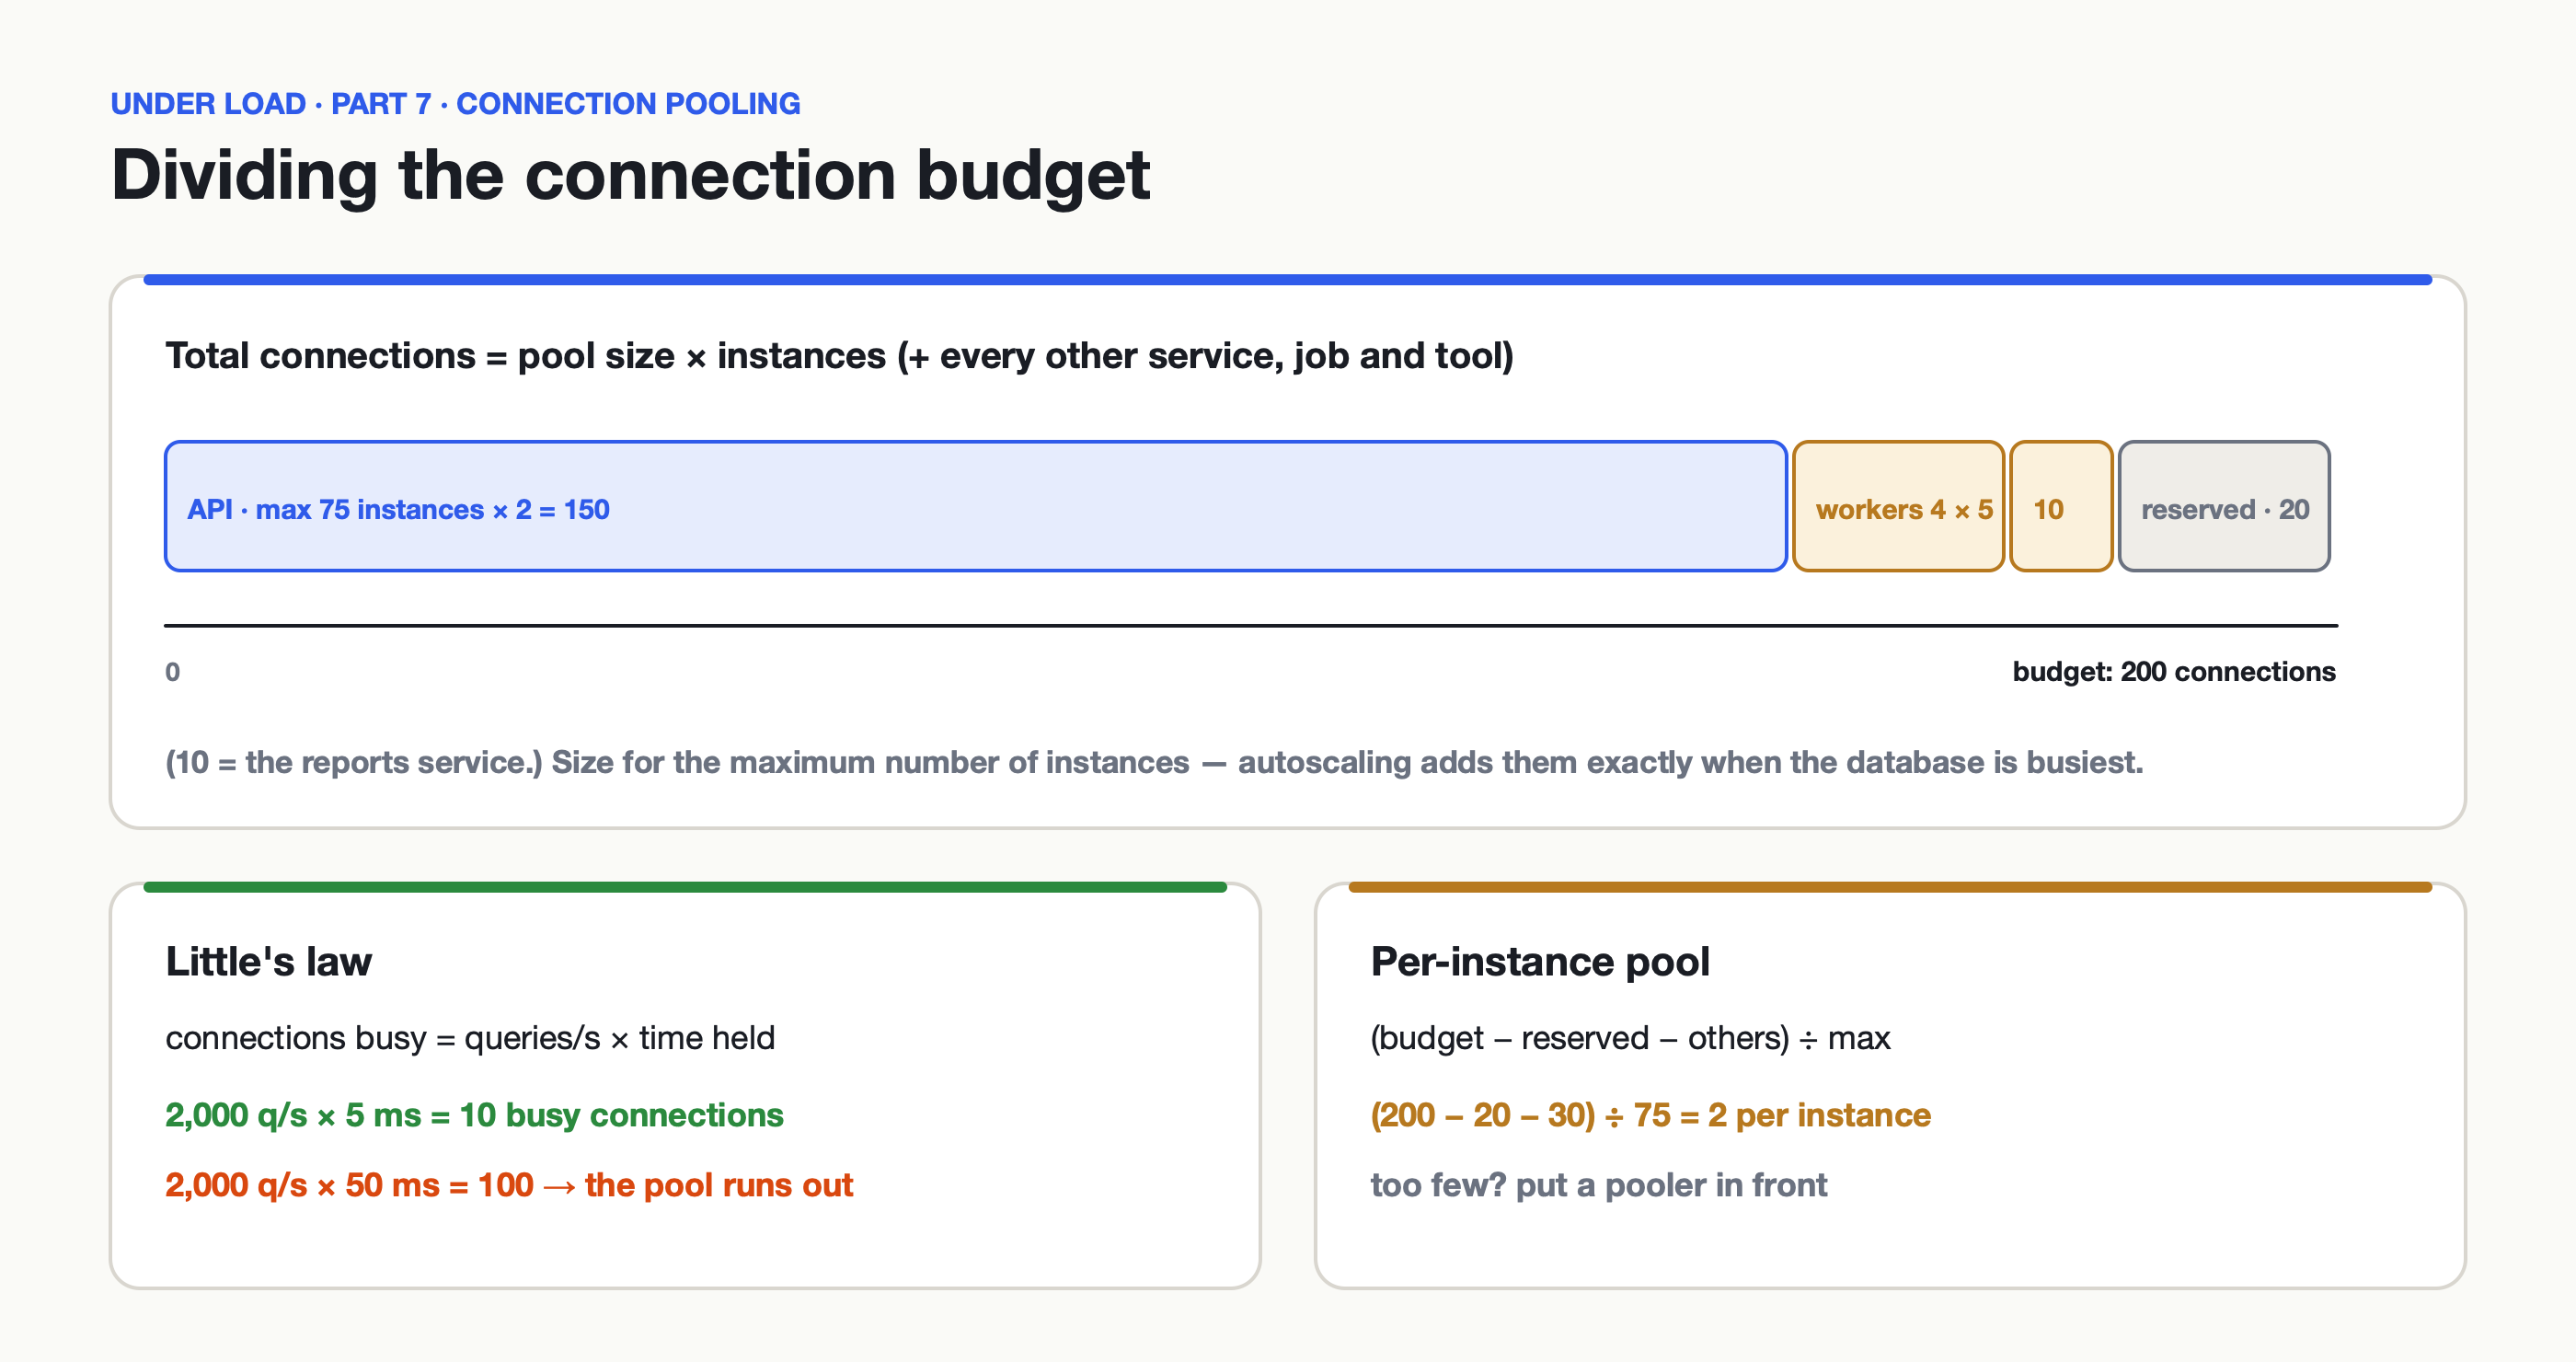 UNDER LOAD · PART 7 · CONNECTION POOLING
Dividing the connection budget
Total connections = pool size × instances (+ every other service, job and tool)
API · max 75 instances × 2 = 150
workers 4 × 5
10
reserved · 20
0
budget: 200 connections
(10 = the reports service.) Size for the maximum number of instances — autoscaling adds them exactly when the database is busiest.
Little's law
connections busy = queries/s × time held
2,000 q/s × 5 ms = 10 busy connections
2,000 q/s × 50 ms = 100 → the pool runs out
Per-instance pool
(budget – reserved – others) ÷ max
(200 – 20 – 30) ÷ 75 = 2 per instance
too few? put a pooler in front